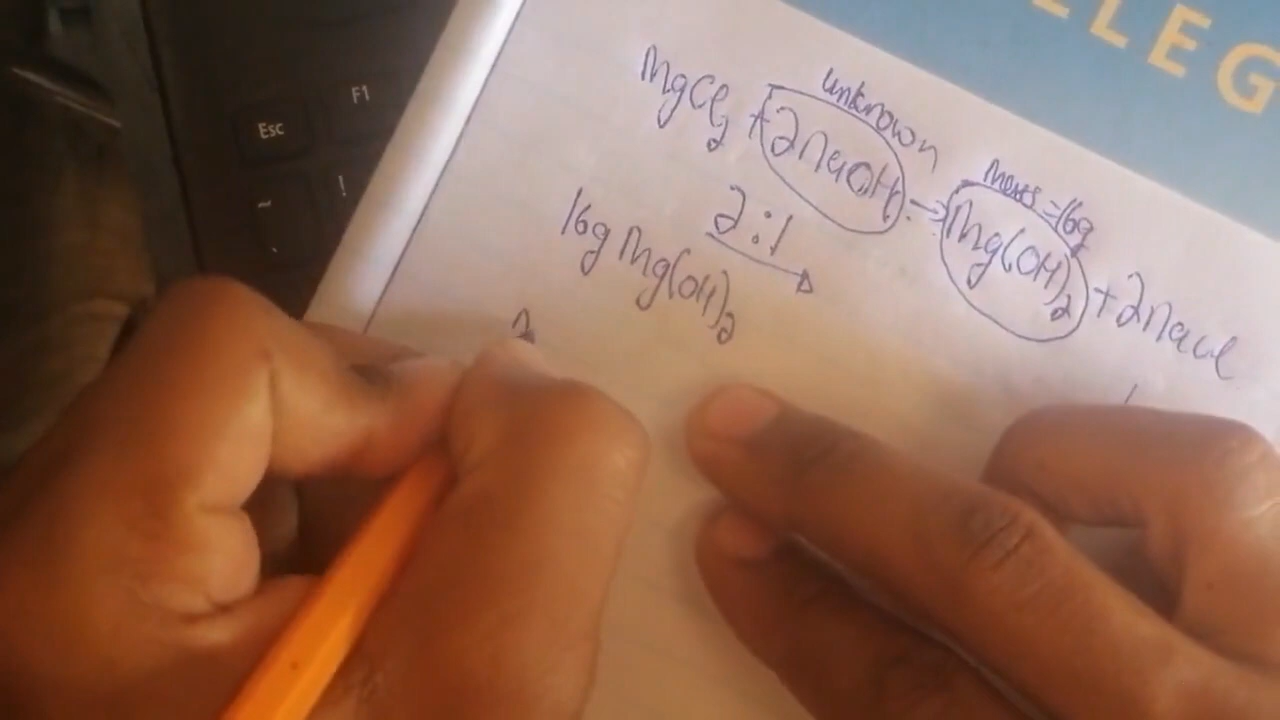 LEG
F1
Esc
!
~
`
unknown
mass = 16g
MgCl2 + 2NaOH → Mg(OH)2 + 2NaCl
2 : 1
16g Mg(OH)2